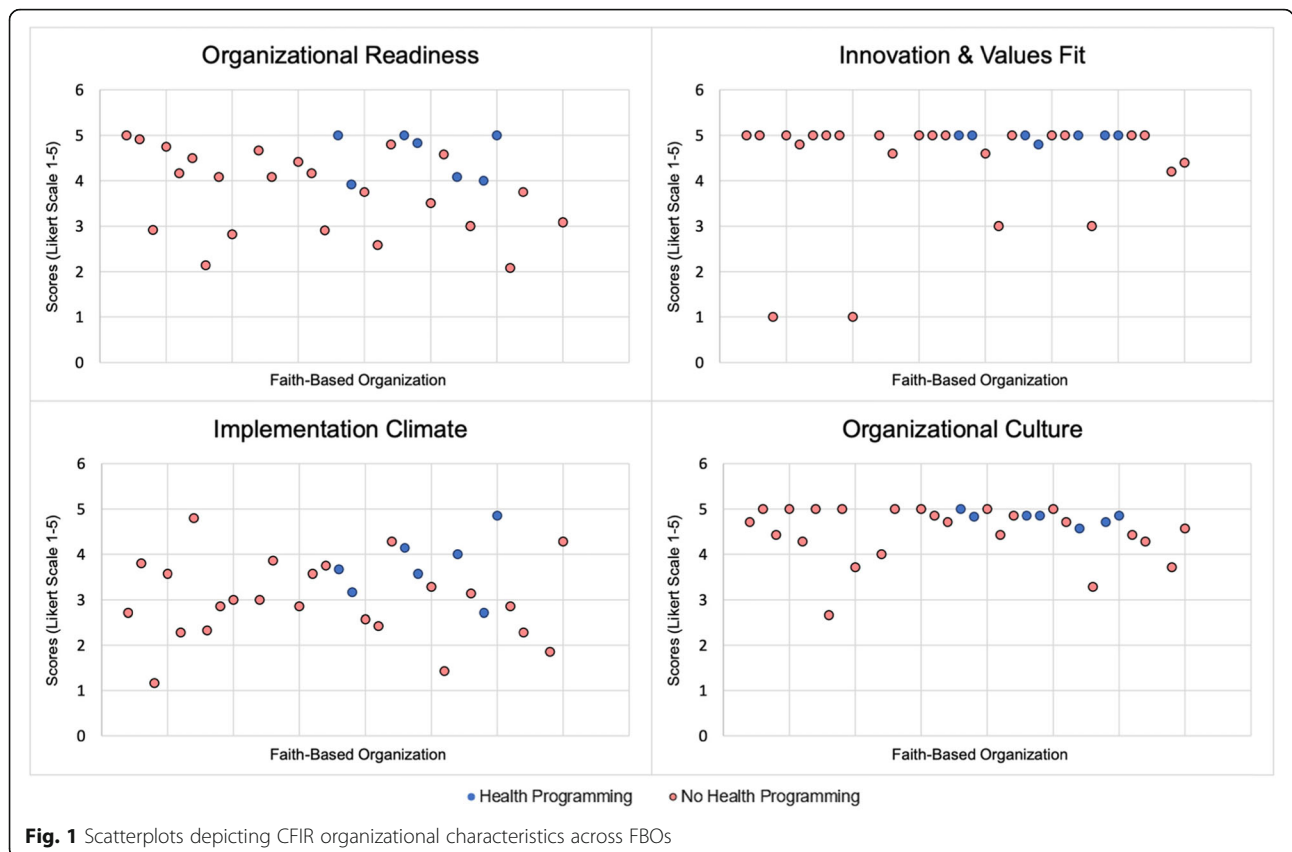 Organizational Readiness
Scores (Likert Scale 1-5)
6
5
4
3
2
1
0
Faith-Based Organization
Innovation & Values Fit
Scores (Likert Scale 1-5)
6
5
4
3
2
1
0
Faith-Based Organization
Implementation Climate
Scores (Likert Scale 1-5)
6
5
4
3
2
1
0
Faith-Based Organization
Organizational Culture
Scores (Likert Scale 1-5)
6
5
4
3
2
1
0
Faith-Based Organization
Health Programming
No Health Programming
Fig. 1 Scatterplots depicting CFIR organizational characteristics across FBOs